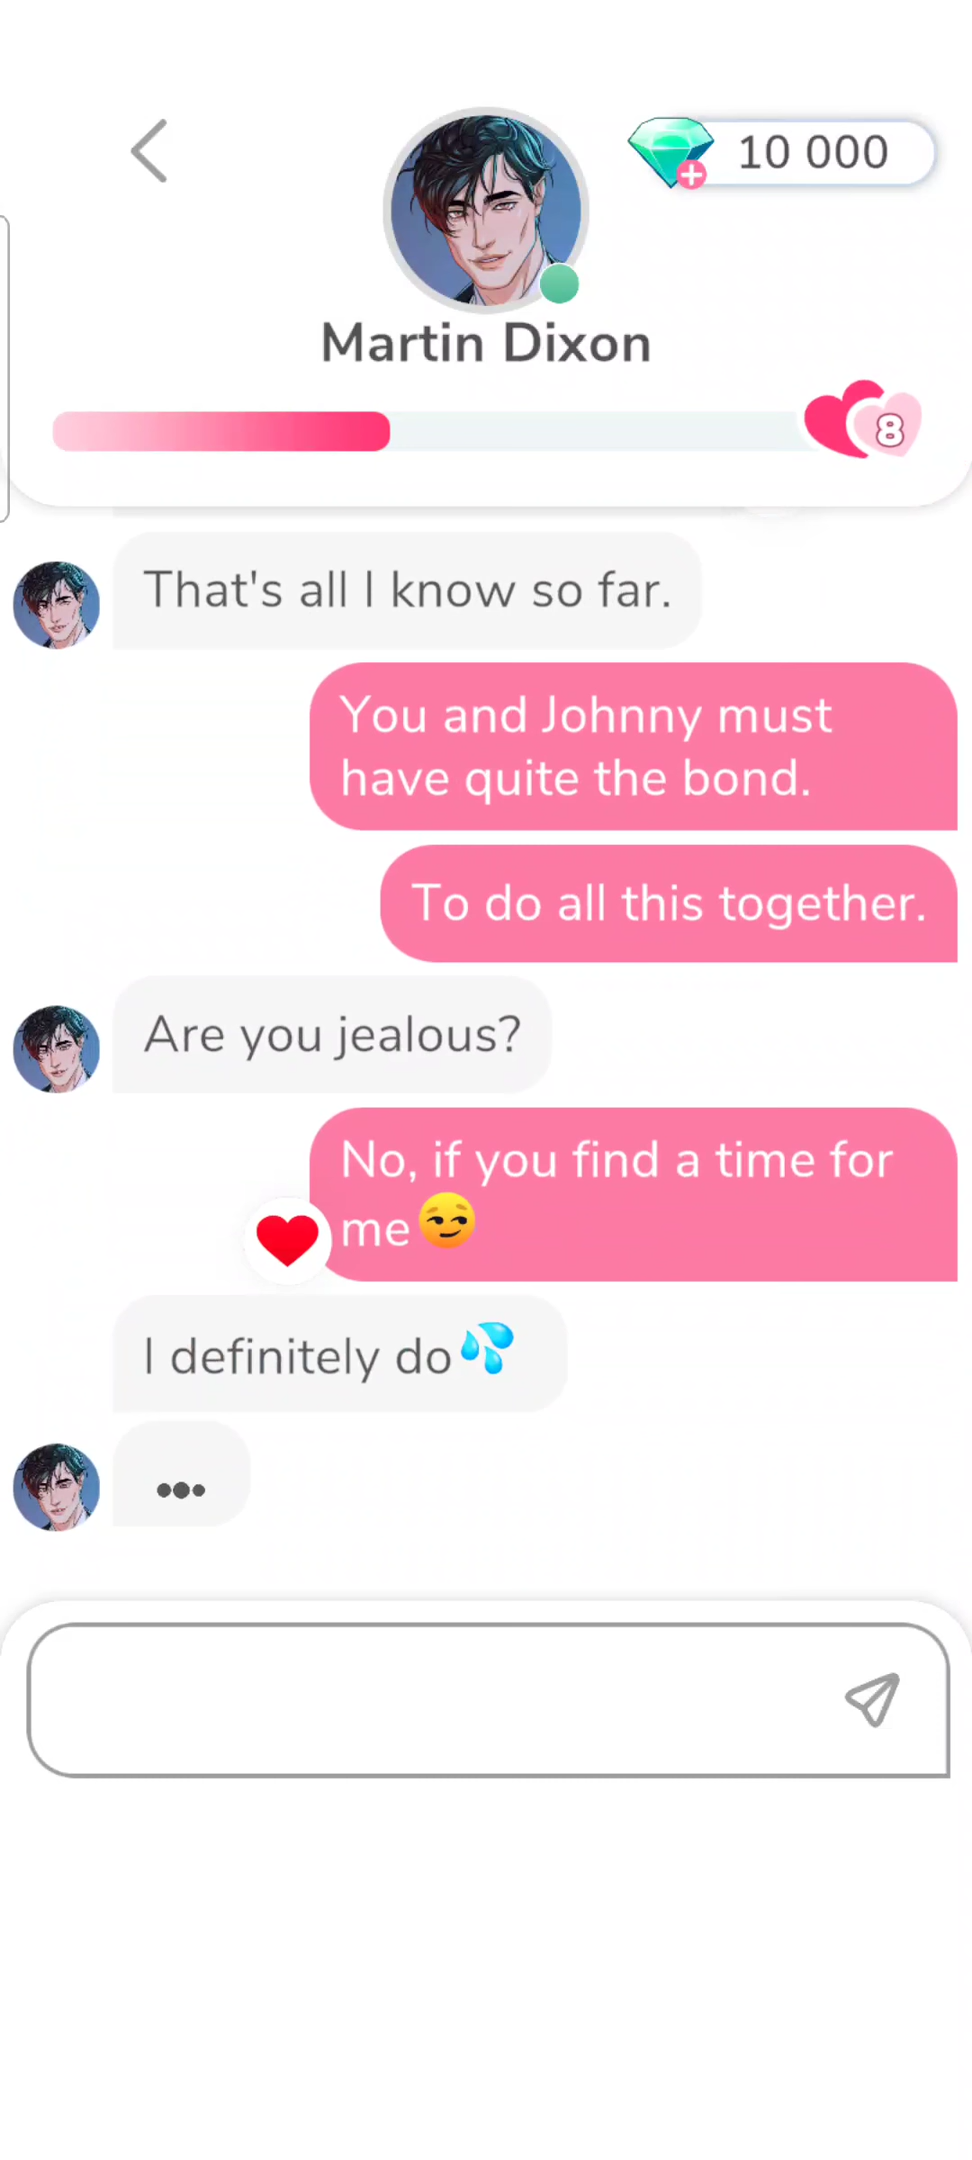 10 000
Martin Dixon
8
That's all I know so far.
You and Johnny must
have quite the bond.
To do all this together.
Are you jealous?
No, if you find a time for
me😏
I definitely do💦